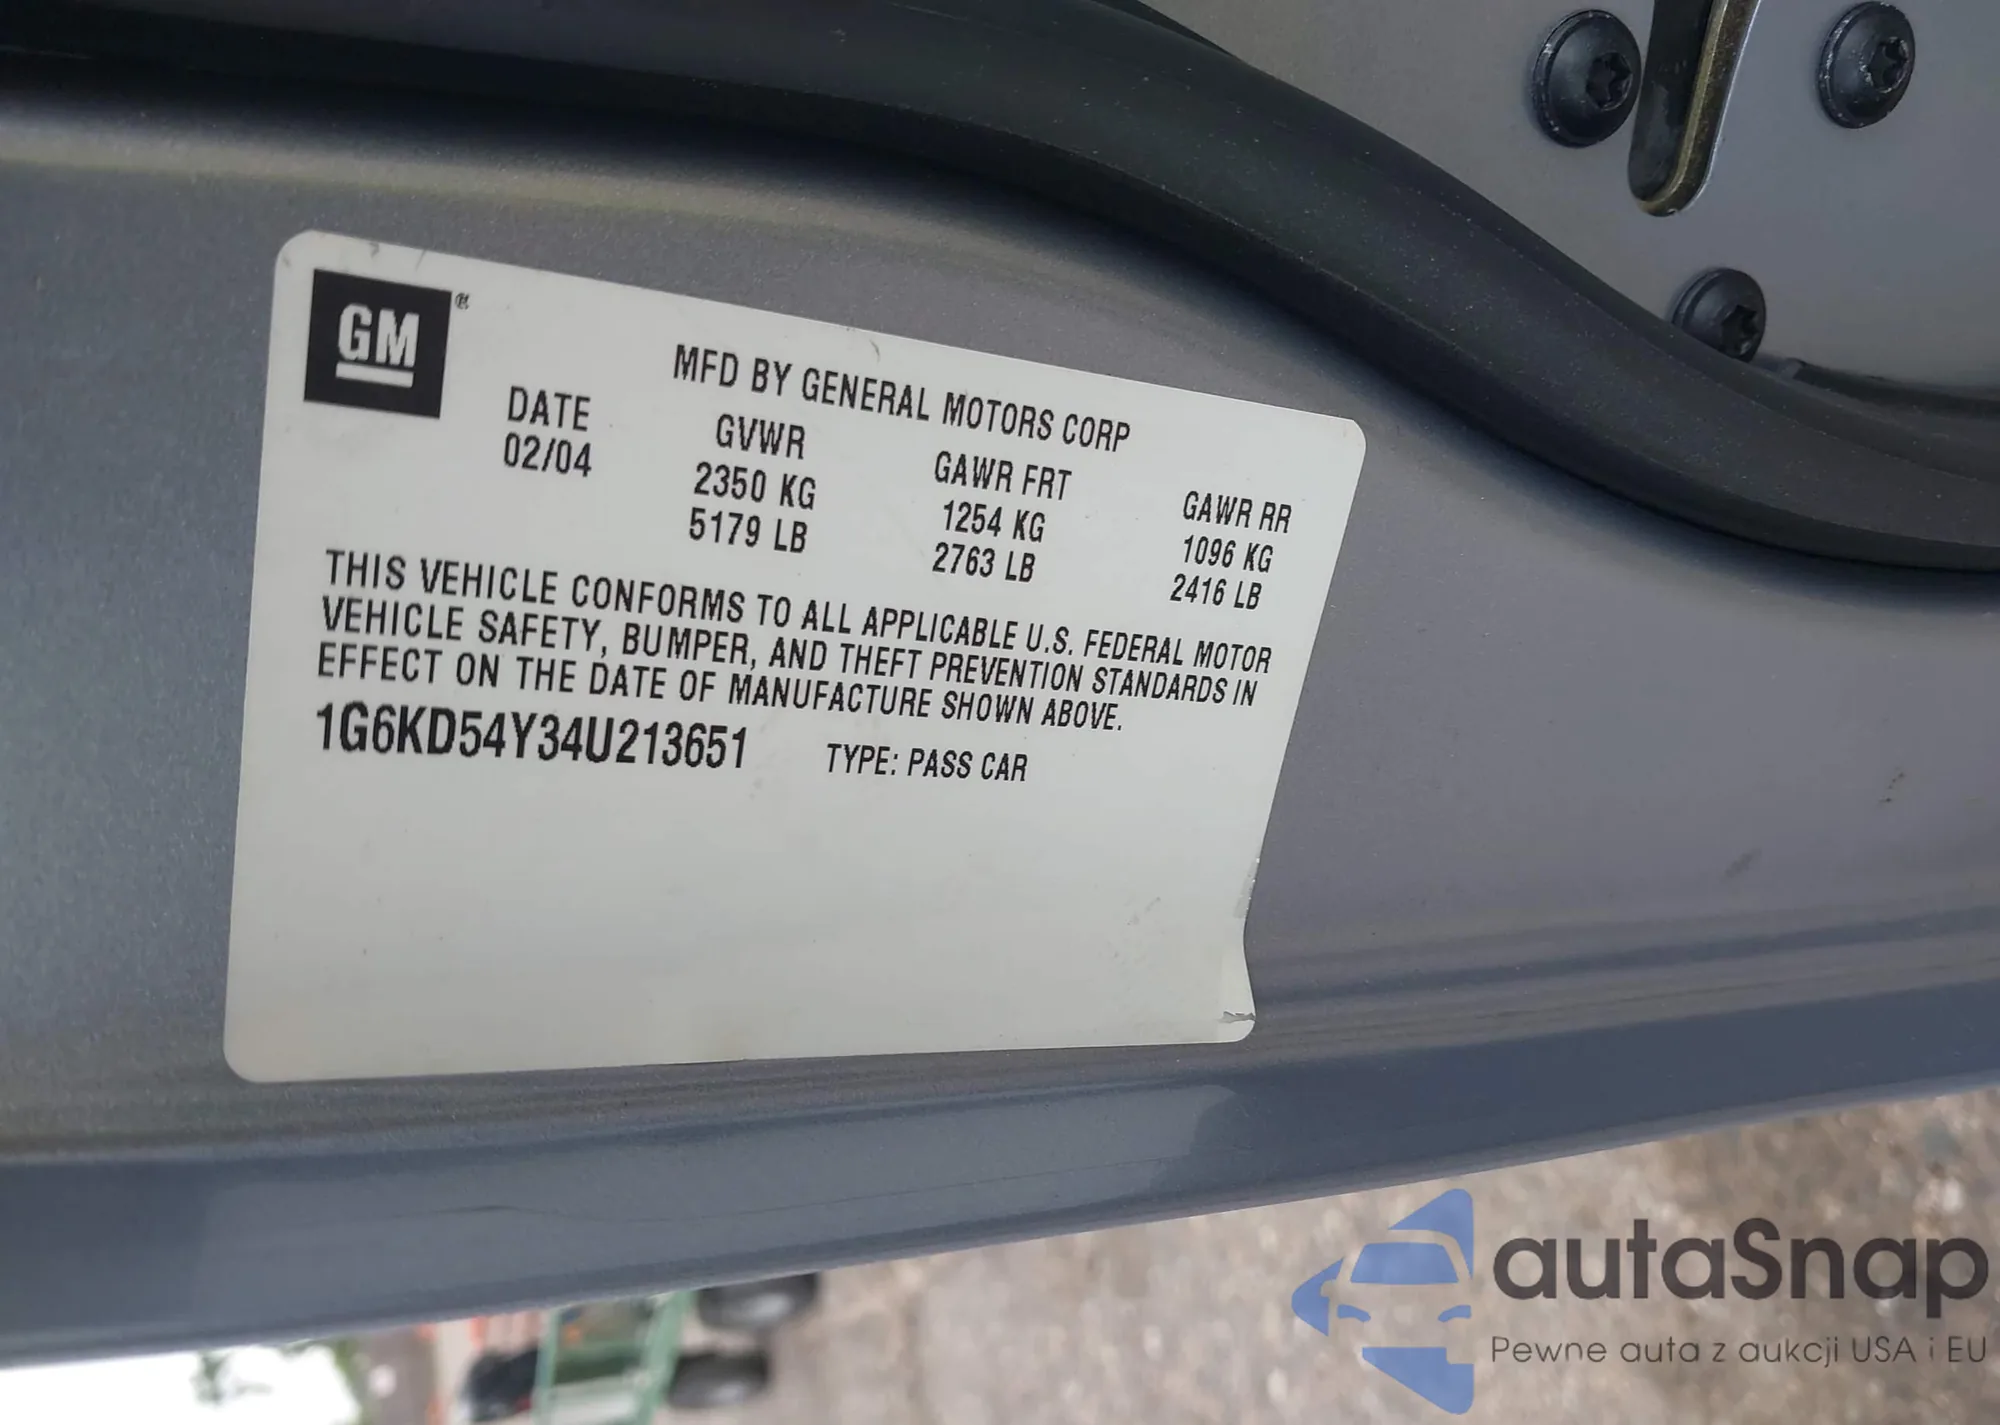 GM®
MFD BY GENERAL MOTORS CORP
DATE GVWR GAWR FRT GAWR RR
02/04 2350 KG 1254 KG 1096 KG
5179 LB 2763 LB 2416 LB
THIS VEHICLE CONFORMS TO ALL APPLICABLE U.S. FEDERAL MOTOR
VEHICLE SAFETY, BUMPER, AND THEFT PREVENTION STANDARDS IN
EFFECT ON THE DATE OF MANUFACTURE SHOWN ABOVE.
1G6KD54Y34U213651 TYPE: PASS CAR
autaSnap
Pewne auta z aukcji USA i EU